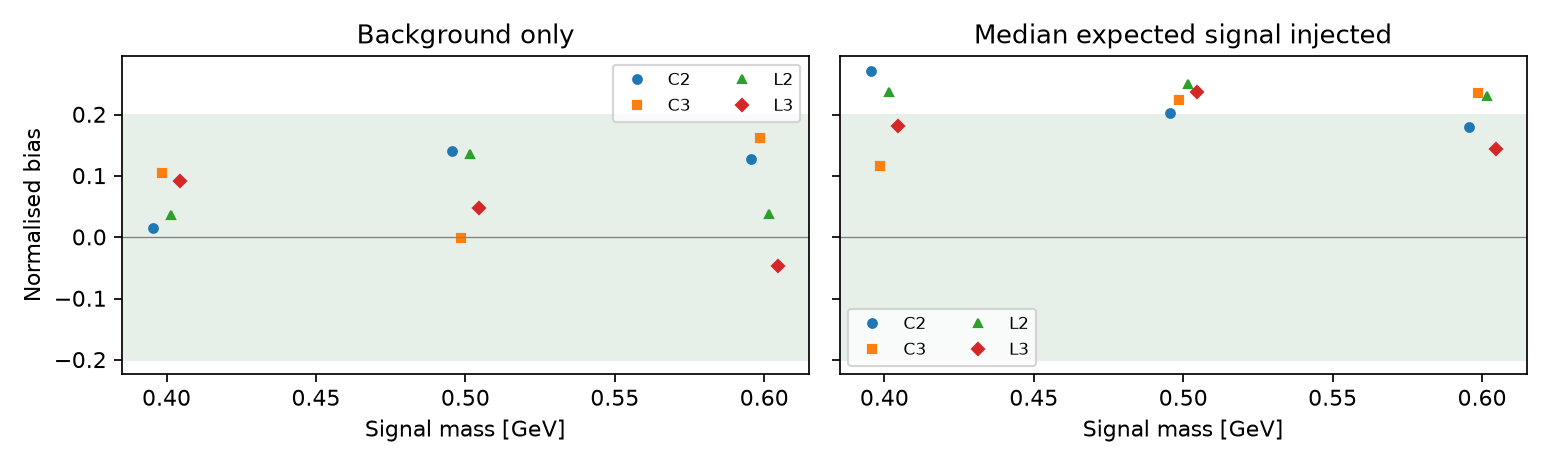 Background only
Median expected signal injected
Normalised bias
0.2
0.1
0.0
−0.1
−0.2
C2 L2
C3 L3
C2 L2
C3 L3
0.40 0.45 0.50 0.55 0.60
0.40 0.45 0.50 0.55 0.60
Signal mass [GeV]
Signal mass [GeV]